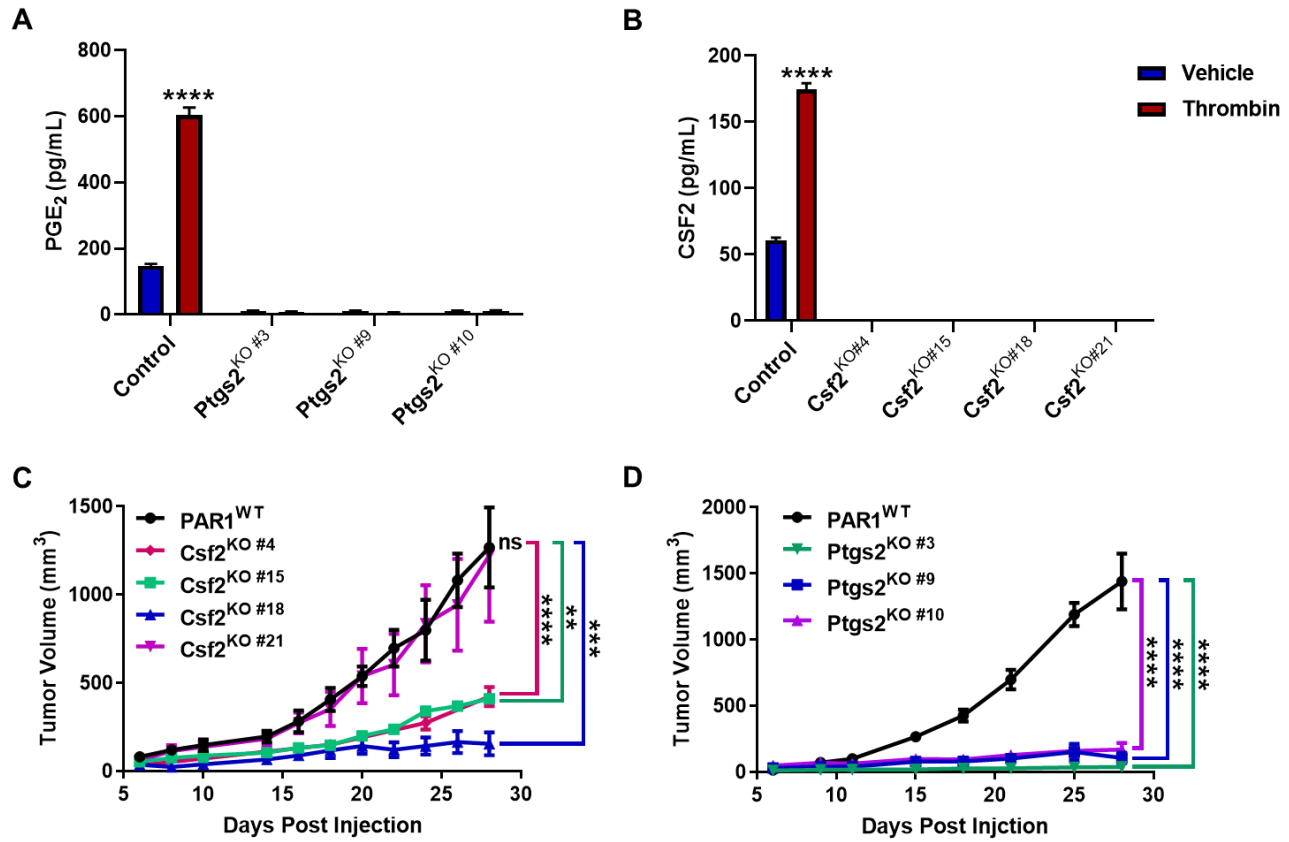 A
PGE2 (pg/mL)
800
600
400
200
0
****
Control
Ptgs2KO #3
Ptgs2KO #9
Ptgs2KO #10
B
CSF2 (pg/mL)
200
150
100
50
0
****
Control
Csf2KO#4
Csf2KO#15
Csf2KO#18
Csf2KO#21
Vehicle
Thrombin
C
Tumor Volume (mm3)
1500
1000
500
0
PAR1WT
Csf2KO #4
Csf2KO #15
Csf2KO #18
Csf2KO #21
ns
****
**
***
5 10 15 20 25 30
Days Post Injection
D
Tumor Volume (mm3)
2000
1500
1000
500
0
PAR1WT
Ptgs2KO #3
Ptgs2KO #9
Ptgs2KO #10
****
****
****
5 10 15 20 25 30
Days Post Injction